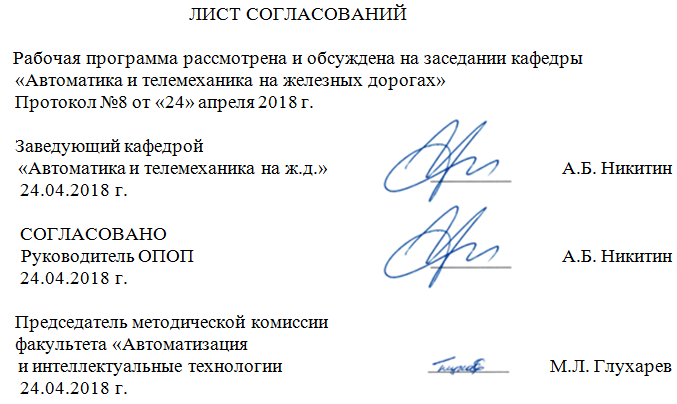 ЛИСТ СОГЛАСОВАНИЙ
Рабочая программа рассмотрена и обсуждена на заседании кафедры
«Автоматика и телемеханика на железных дорогах»
Протокол №8 от «24» апреля 2018 г.
Заведующий кафедрой
«Автоматика и телемеханика на ж.д.» А.Б. Никитин
24.04.2018 г.
СОГЛАСОВАНО
Руководитель ОПОП А.Б. Никитин
24.04.2018 г.
Председатель методической комиссии
факультета «Автоматизация
и интеллектуальные технологии М.Л. Глухарев
24.04.2018 г.